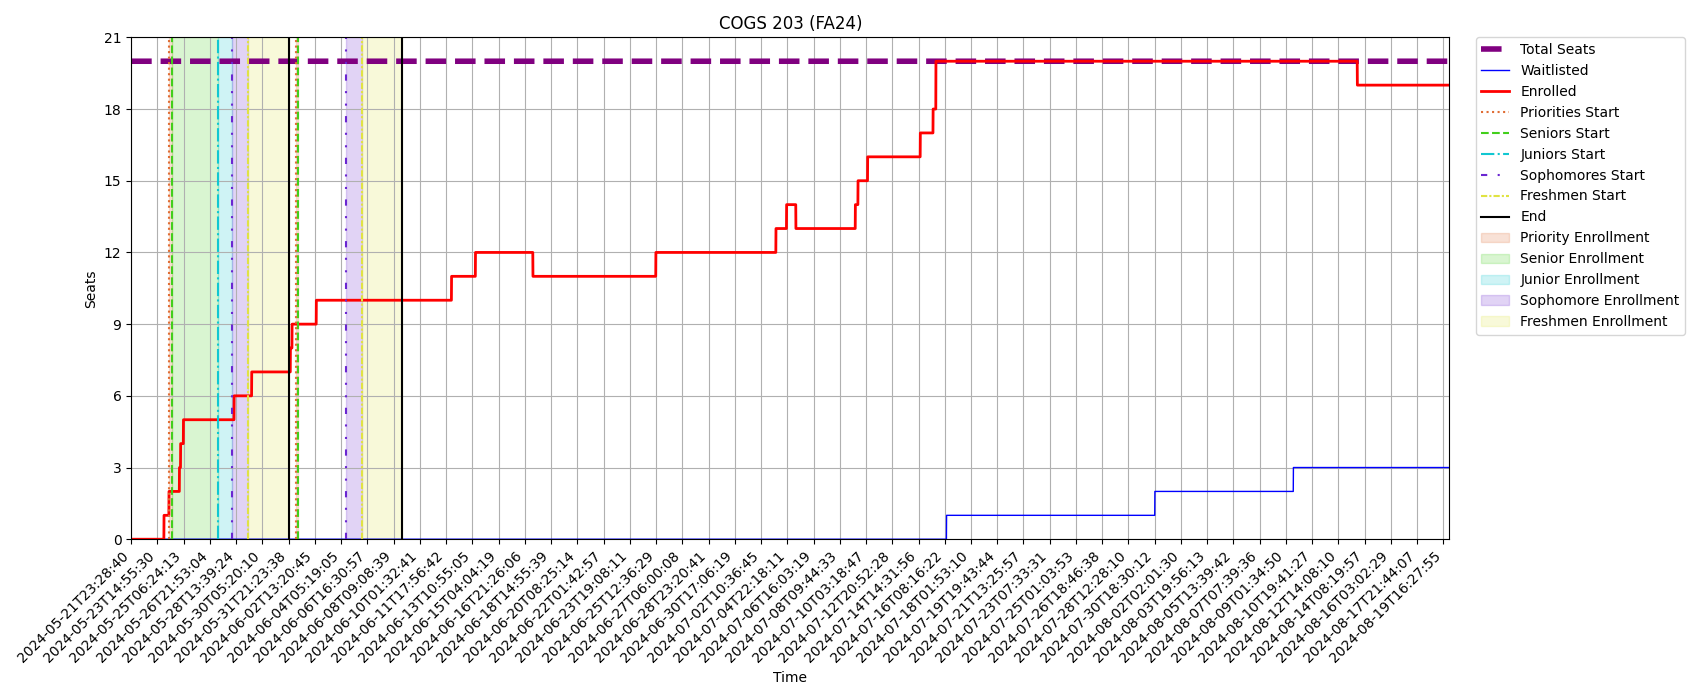 COGS 203 (FA24)
Seats
21
18
15
12
9
6
3
0
2024-05-21T23:28:40
2024-05-23T14:55:30
2024-05-25T06:24:13
2024-05-26T21:53:04
2024-05-28T13:39:24
2024-05-30T05:20:10
2024-05-31T21:23:38
2024-06-02T13:20:45
2024-06-04T05:19:05
2024-06-06T16:30:57
2024-06-08T09:08:39
2024-06-10T01:32:41
2024-06-11T17:56:42
2024-06-13T10:55:05
2024-06-15T04:04:19
2024-06-16T21:26:06
2024-06-18T14:55:39
2024-06-20T08:25:14
2024-06-22T01:42:57
2024-06-23T19:08:11
2024-06-25T12:36:29
2024-06-27T06:00:08
2024-06-28T23:20:41
2024-06-30T17:06:19
2024-07-02T10:36:45
2024-07-04T22:18:11
2024-07-06T16:03:19
2024-07-08T09:44:33
2024-07-10T03:18:47
2024-07-12T20:52:28
2024-07-14T14:31:56
2024-07-16T08:16:22
2024-07-18T01:53:10
2024-07-19T19:43:44
2024-07-21T13:25:57
2024-07-23T07:33:31
2024-07-25T01:03:53
2024-07-26T18:46:38
2024-07-28T12:28:10
2024-07-30T18:30:12
2024-08-02T02:01:30
2024-08-03T19:56:13
2024-08-05T13:39:42
2024-08-07T07:39:36
2024-08-09T01:34:50
2024-08-10T19:41:27
2024-08-12T14:08:10
2024-08-14T08:19:57
2024-08-16T03:02:29
2024-08-17T21:44:07
2024-08-19T16:27:55
Time
Total Seats
Waitlisted
Enrolled
Priorities Start
Seniors Start
Juniors Start
Sophomores Start
Freshmen Start
End
Priority Enrollment
Senior Enrollment
Junior Enrollment
Sophomore Enrollment
Freshmen Enrollment